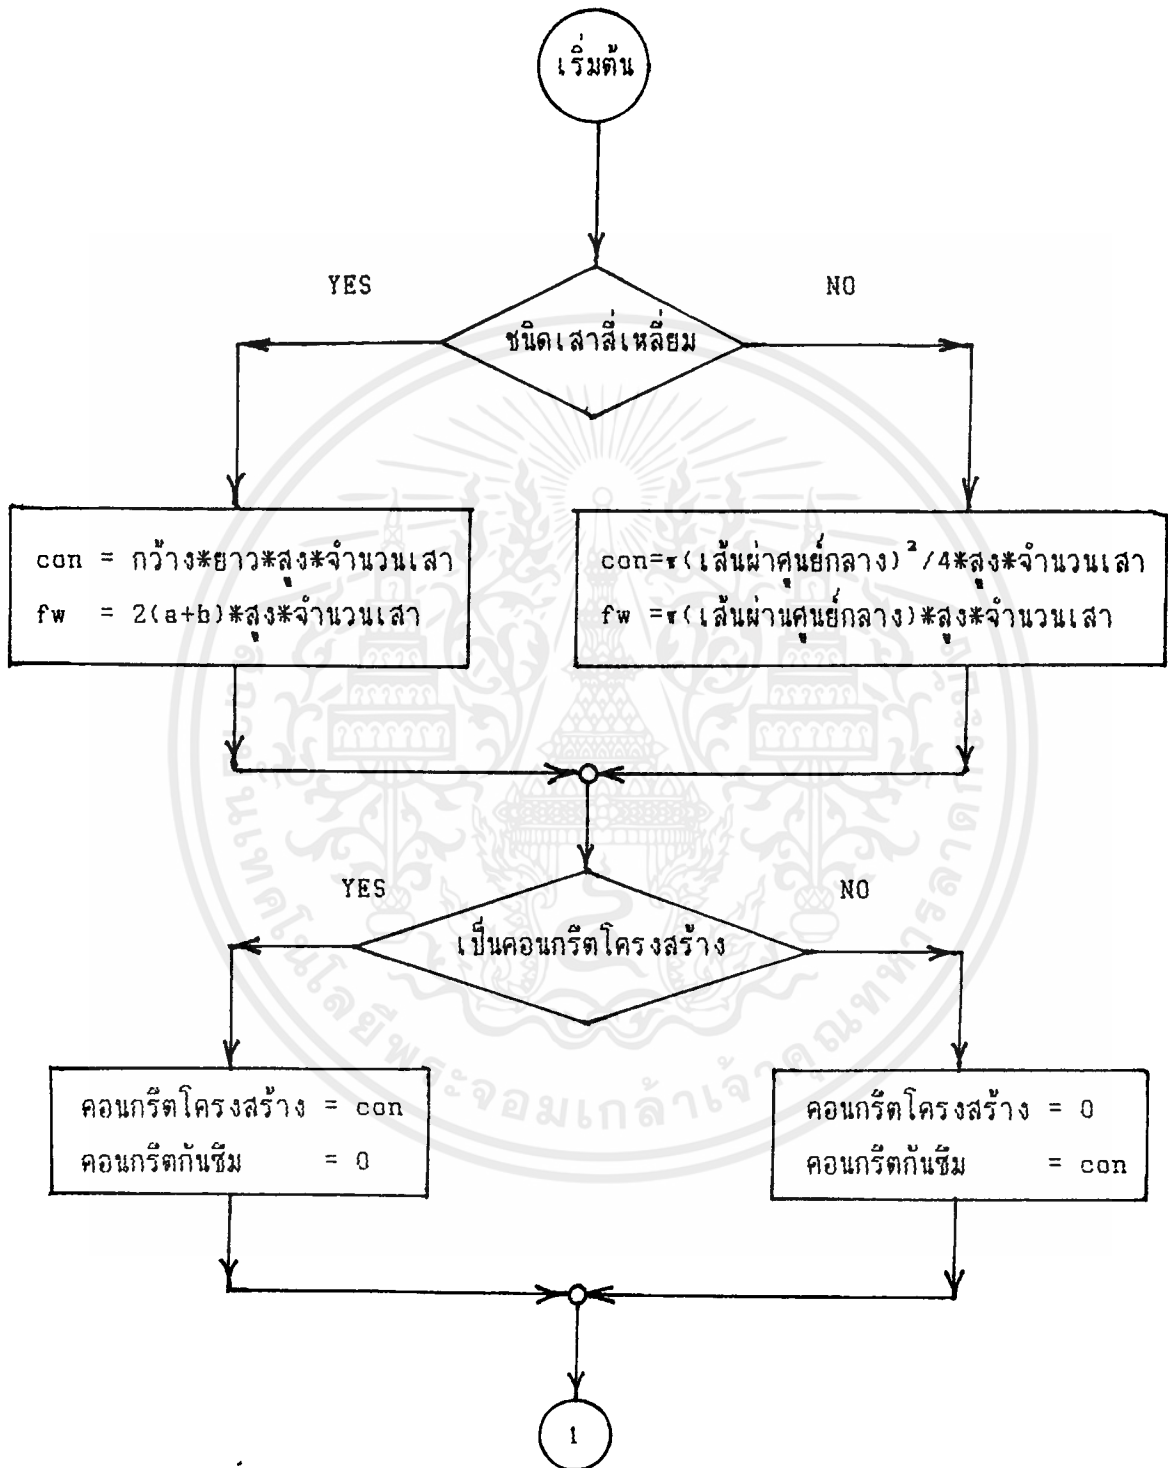 เริ่มต้น
YES
NO
ชนิดเสาสี่เหลี่ยม
con = กว้าง*ยาว*สูง*จำนวนเสา
fw = 2(a+b)*สูง*จำนวนเสา
con=π(เส้นผ่าศูนย์กลาง)²/4*สูง*จำนวนเสา
fw =π(เส้นผ่านศูนย์กลาง)*สูง*จำนวนเสา
YES
NO
เป็นคอนกรีตโครงสร้าง
คอนกรีตโครงสร้าง = con
คอนกรีตกันซึม = 0
คอนกรีตโครงสร้าง = 0
คอนกรีตกันซึม = con
1